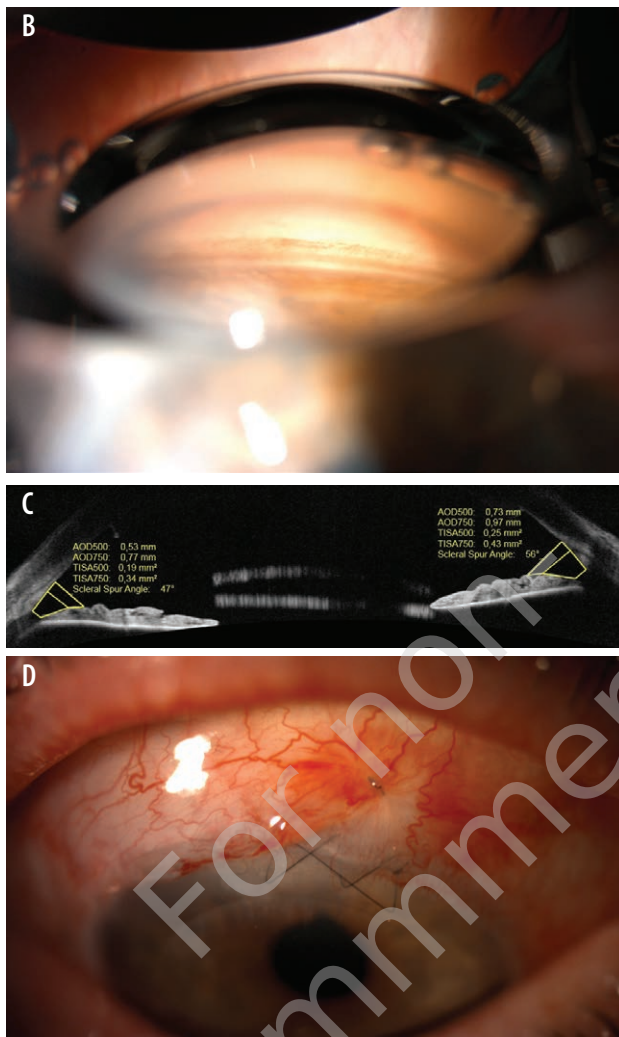 B
C
AOD500: 0,53 mm
AOD750: 0,77 mm
TISA500: 0,19 mm²
TISA750: 0,34 mm²
Scleral Spur Angle: 47°
AOD500: 0,73 mm
AOD750: 0,97 mm
TISA500: 0,25 mm²
TISA750: 0,43 mm²
Scleral Spur Angle: 56°
D
For non
mmmer